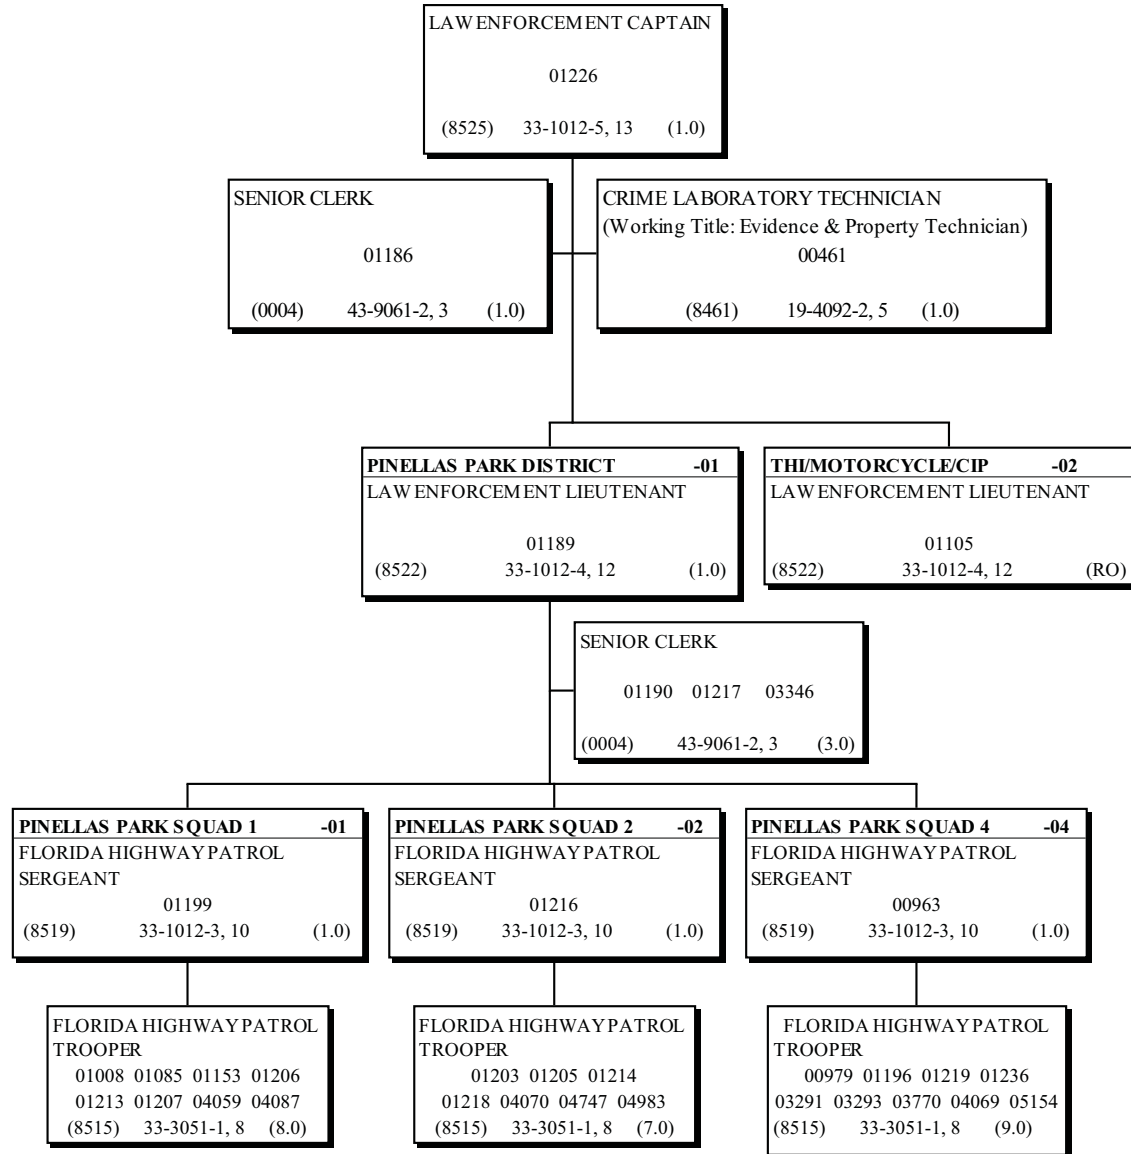 LAW ENFORCEMENT CAPTAIN
01226
(8525) 33-1012-5, 13 (1.0)
SENIOR CLERK
01186
(0004) 43-9061-2, 3 (1.0)
CRIME LABORATORY TECHNICIAN
(Working Title: Evidence & Property Technician)
00461
(8461) 19-4092-2, 5 (1.0)
PINELLAS PARK DISTRICT -01
LAW ENFORCEMENT LIEUTENANT
01189
(8522) 33-1012-4, 12 (1.0)
THI/MOTORCYCLE/CIP -02
LAW ENFORCEMENT LIEUTENANT
01105
(8522) 33-1012-4, 12 (RO)
SENIOR CLERK
01190 01217 03346
(0004) 43-9061-2, 3 (3.0)
PINELLAS PARK SQUAD 1 -01
FLORIDA HIGHWAY PATROL
SERGEANT
01199
(8519) 33-1012-3, 10 (1.0)
PINELLAS PARK SQUAD 2 -02
FLORIDA HIGHWAY PATROL
SERGEANT
01216
(8519) 33-1012-3, 10 (1.0)
PINELLAS PARK SQUAD 4 -04
FLORIDA HIGHWAY PATROL
SERGEANT
00963
(8519) 33-1012-3, 10 (1.0)
FLORIDA HIGHWAY PATROL
TROOPER
01008 01085 01153 01206
01213 01207 04059 04087
(8515) 33-3051-1, 8 (8.0)
FLORIDA HIGHWAY PATROL
TROOPER
01203 01205 01214
01218 04070 04747 04983
(8515) 33-3051-1, 8 (7.0)
FLORIDA HIGHWAY PATROL
TROOPER
00979 01196 01219 01236
03291 03293 03770 04069 05154
(8515) 33-3051-1, 8 (9.0)